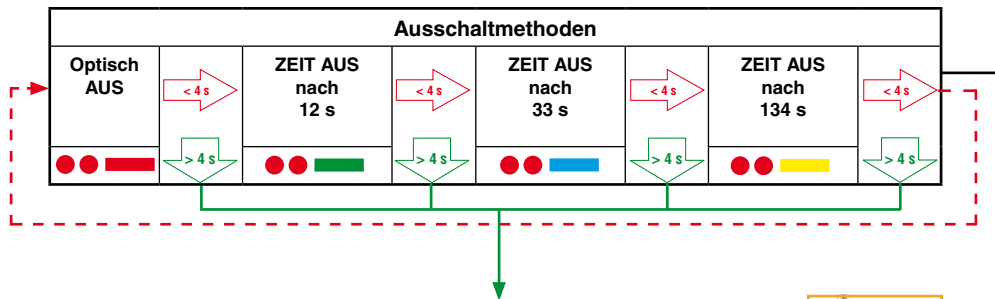 Ausschaltmethoden
Optisch
AUS
< 4 s
ZEIT AUS
nach
12 s
< 4 s
ZEIT AUS
nach
33 s
< 4 s
ZEIT AUS
nach
134 s
< 4 s
> 4 s
> 4 s
> 4 s
> 4 s